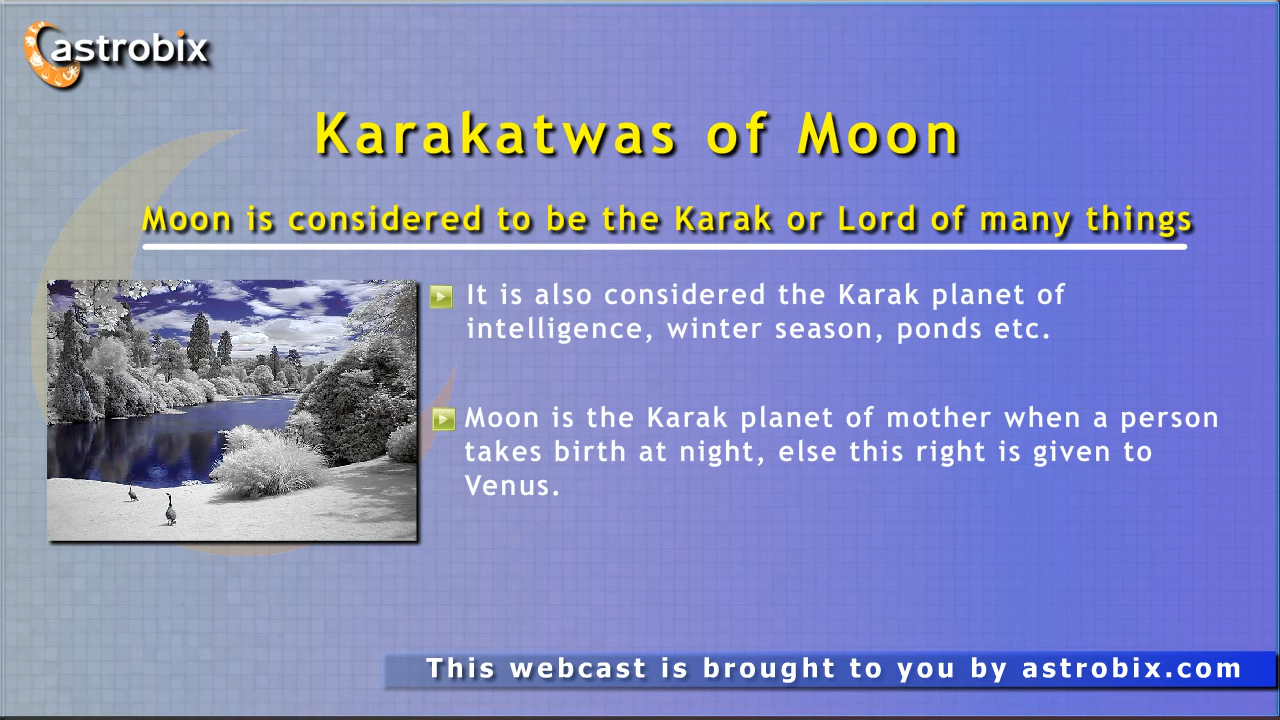 astrobix
Karakatwas of Moon
Moon is considered to be the Karak or Lord of many things
It is also considered the Karak planet of
intelligence, winter season, ponds etc.
Moon is the Karak planet of mother when a person
takes birth at night, else this right is given to
Venus.
This webcast is brought to you by astrobix.com